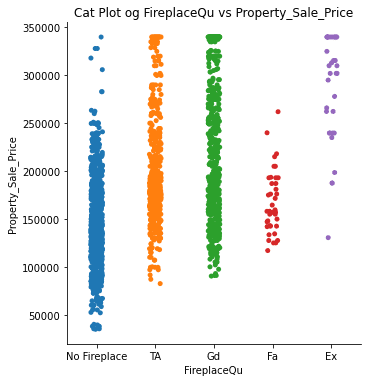 Cat Plot og FireplaceQu vs Property_Sale_Price
350000
300000
250000
200000
150000
100000
50000
Property_Sale_Price
No Fireplace TA Gd Fa Ex
FireplaceQu